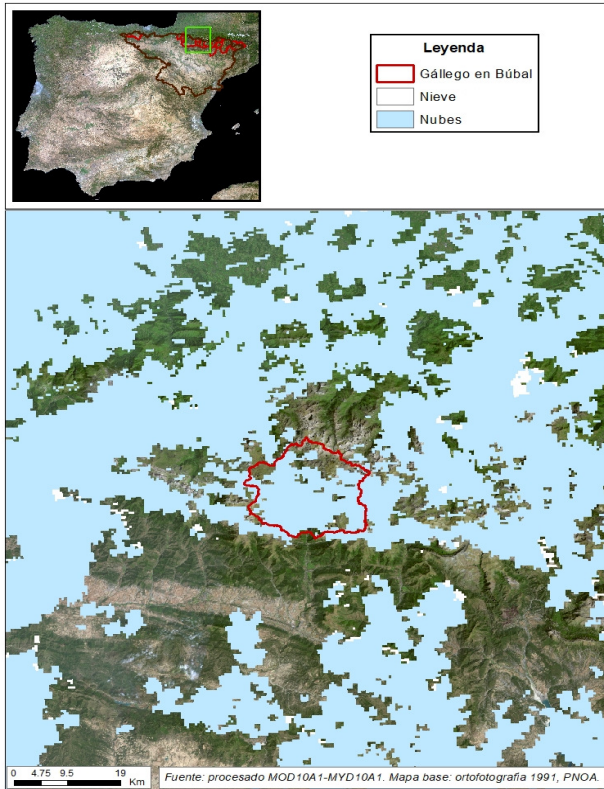 Leyenda
Gállego en Búbal
Nieve
Nubes
0 4.75 9.5 19
Km
Fuente: procesado MOD10A1-MYD10A1. Mapa base: ortofotografia 1991, PNOA.